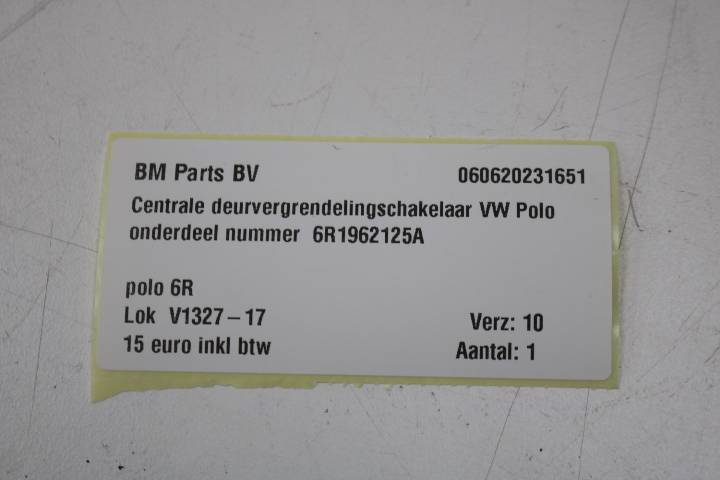 BM Parts BV 060620231651
Centrale deurvergrendelingschakelaar VW Polo
onderdeel nummer 6R1962125A
polo 6R
Lok V1327-17 Verz: 10
15 euro inkl btw Aantal: 1